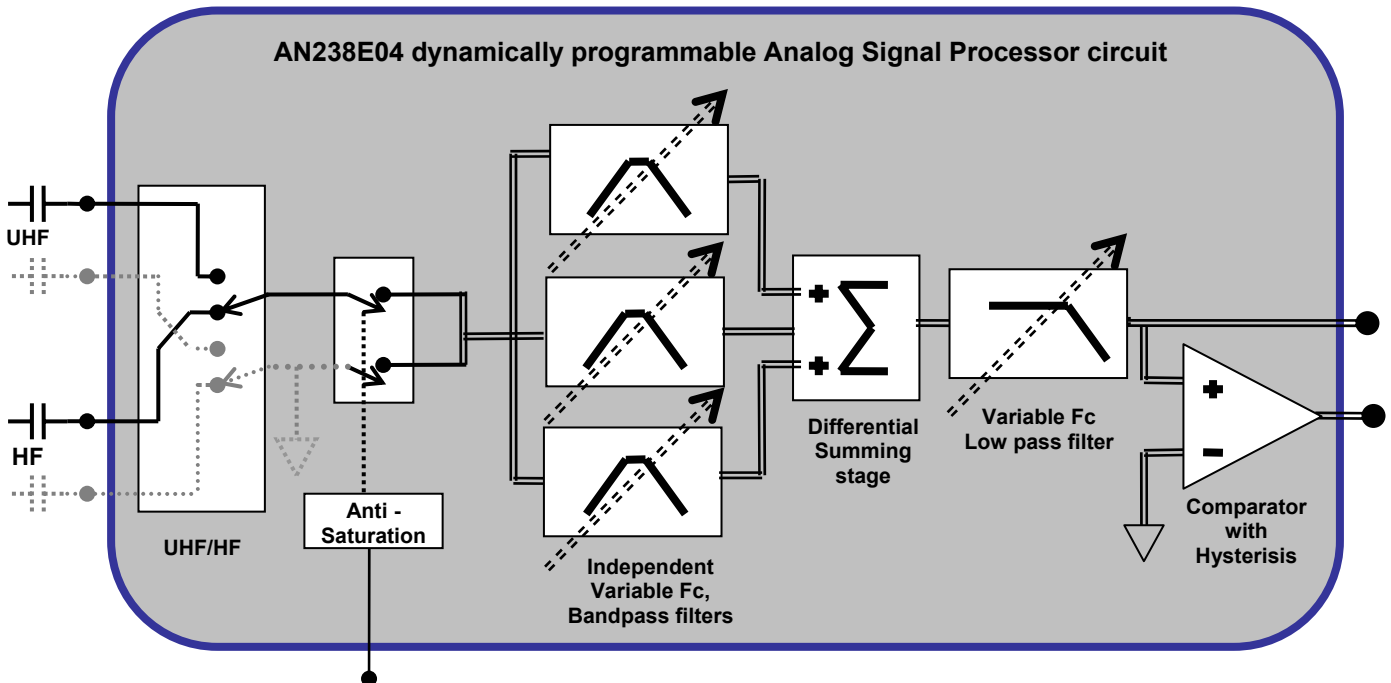 AN238E04 dynamically programmable Analog Signal Processor circuit
UHF
HF
UHF/HF
Anti -
Saturation
Independent
Variable Fc,
Bandpass filters
Differential
Summing
stage
Variable Fc
Low pass filter
Comparator
with
Hysterisis